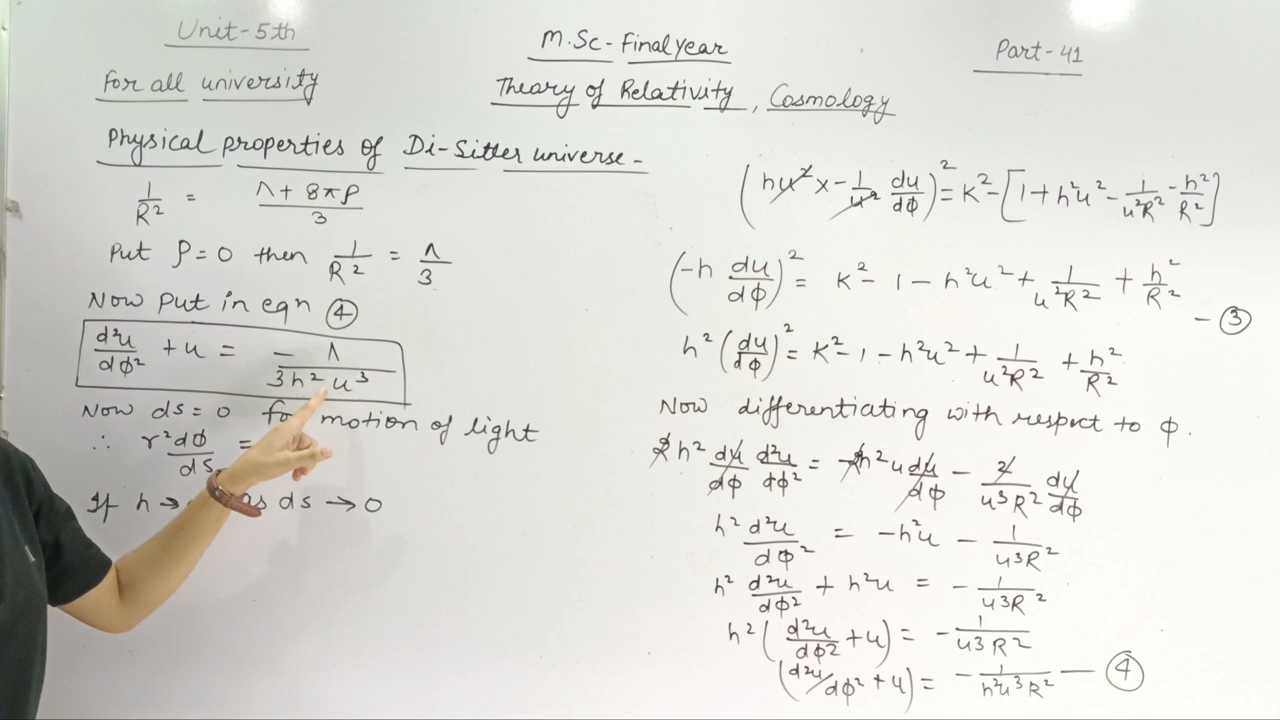 Unit-5th
M.Sc-Final year
Part-41
For all university
Theory of Relativity, Cosmology
Physical properties of Di-Sitter universe-
1/R² = (Λ + 8πρ)/3
Put ρ=0 then 1/R² = Λ/3
Now put in eqn ④
d²u/dφ² + u = -Λ/(3h²u³)
Now ds=0 for motion of light
∴ r²dφ/ds =
If h→ as ds→0
(hu² x -1/u² du/dφ)² = K² - [1+h²u² - 1/u²R² - h²/R²]
(-h du/dφ)² = K² - 1 - h²u² + 1/u²R² + h²/R² - ③
h² (du/dφ)² = K² - 1 - h²u² + 1/u²R² + h²/R²
Now differentiating with respect to φ.
2h² du/dφ d²u/dφ² = -2h²u du/dφ - 2/u³R² du/dφ
h² d²u/dφ² = -h²u - 1/u³R²
h² d²u/dφ² + h²u = - 1/u³R²
h² (d²u/dφ² + u) = - 1/u³R²
(d²u/dφ² + u) = - 1/h²u³R² — ④